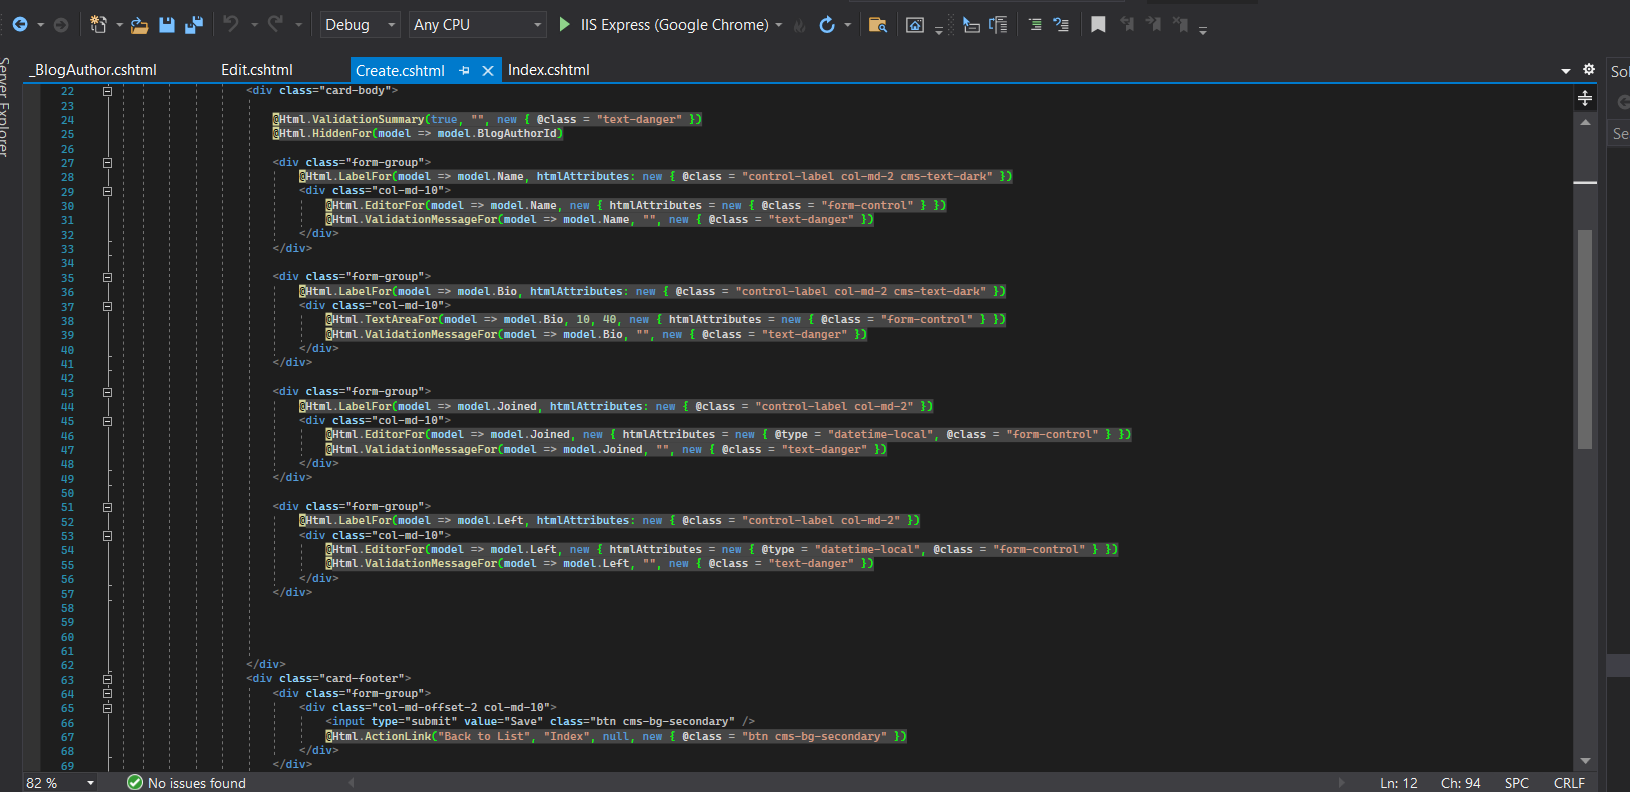 Debug Any CPU IIS Express (Google Chrome)
Server Explorer
_BlogAuthor.cshtml Edit.cshtml Create.cshtml Index.cshtml
22 <div class="card-body">
23
24 @Html.ValidationSummary(true, "", new { @class = "text-danger" })
25 @Html.HiddenFor(model => model.BlogAuthorId)
26
27 <div class="form-group">
28 @Html.LabelFor(model => model.Name, htmlAttributes: new { @class = "control-label col-md-2 cms-text-dark" })
29 <div class="col-md-10">
30 @Html.EditorFor(model => model.Name, new { htmlAttributes = new { @class = "form-control" } })
31 @Html.ValidationMessageFor(model => model.Name, "", new { @class = "text-danger" })
32 </div>
33 </div>
34
35 <div class="form-group">
36 @Html.LabelFor(model => model.Bio, htmlAttributes: new { @class = "control-label col-md-2 cms-text-dark" })
37 <div class="col-md-10">
38 @Html.TextAreaFor(model => model.Bio, 10, 40, new { htmlAttributes = new { @class = "form-control" } })
39 @Html.ValidationMessageFor(model => model.Bio, "", new { @class = "text-danger" })
40 </div>
41 </div>
42
43 <div class="form-group">
44 @Html.LabelFor(model => model.Joined, htmlAttributes: new { @class = "control-label col-md-2" })
45 <div class="col-md-10">
46 @Html.EditorFor(model => model.Joined, new { htmlAttributes = new { @type = "datetime-local", @class = "form-control" } })
47 @Html.ValidationMessageFor(model => model.Joined, "", new { @class = "text-danger" })
48 </div>
49 </div>
50
51 <div class="form-group">
52 @Html.LabelFor(model => model.Left, htmlAttributes: new { @class = "control-label col-md-2" })
53 <div class="col-md-10">
54 @Html.EditorFor(model => model.Left, new { htmlAttributes = new { @type = "datetime-local", @class = "form-control" } })
55 @Html.ValidationMessageFor(model => model.Left, "", new { @class = "text-danger" })
56 </div>
57 </div>
58
59
60
61
62 </div>
63 <div class="card-footer">
64 <div class="form-group">
65 <div class="col-md-offset-2 col-md-10">
66 <input type="submit" value="Save" class="btn cms-bg-secondary" />
67 @Html.ActionLink("Back to List", "Index", null, new { @class = "btn cms-bg-secondary" })
68 </div>
69 </div>
82 % No issues found Ln: 12 Ch: 94 SPC CRLF
Sol
Se